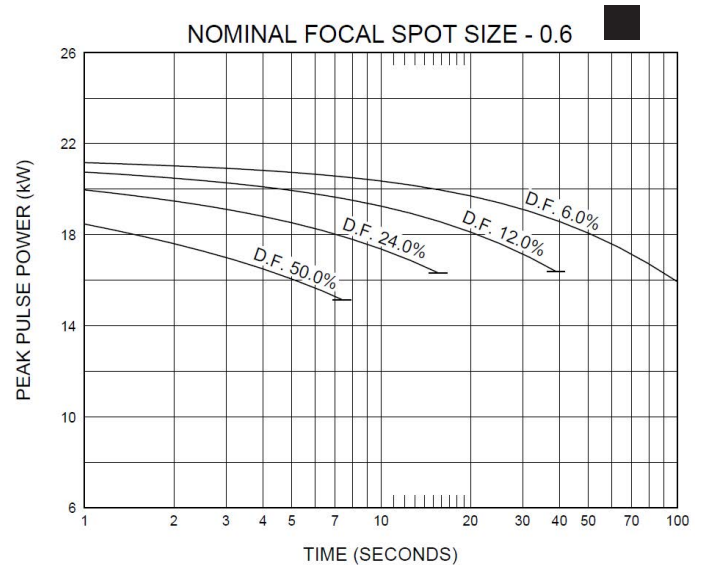 NOMINAL FOCAL SPOT SIZE - 0.6
PEAK PULSE POWER (kW)
26
22
18
14
10
6
D.F. 6.0%
D.F. 12.0%
D.F. 24.0%
D.F. 50.0%
1 2 3 4 5 7 10 20 30 40 50 70 100
TIME (SECONDS)